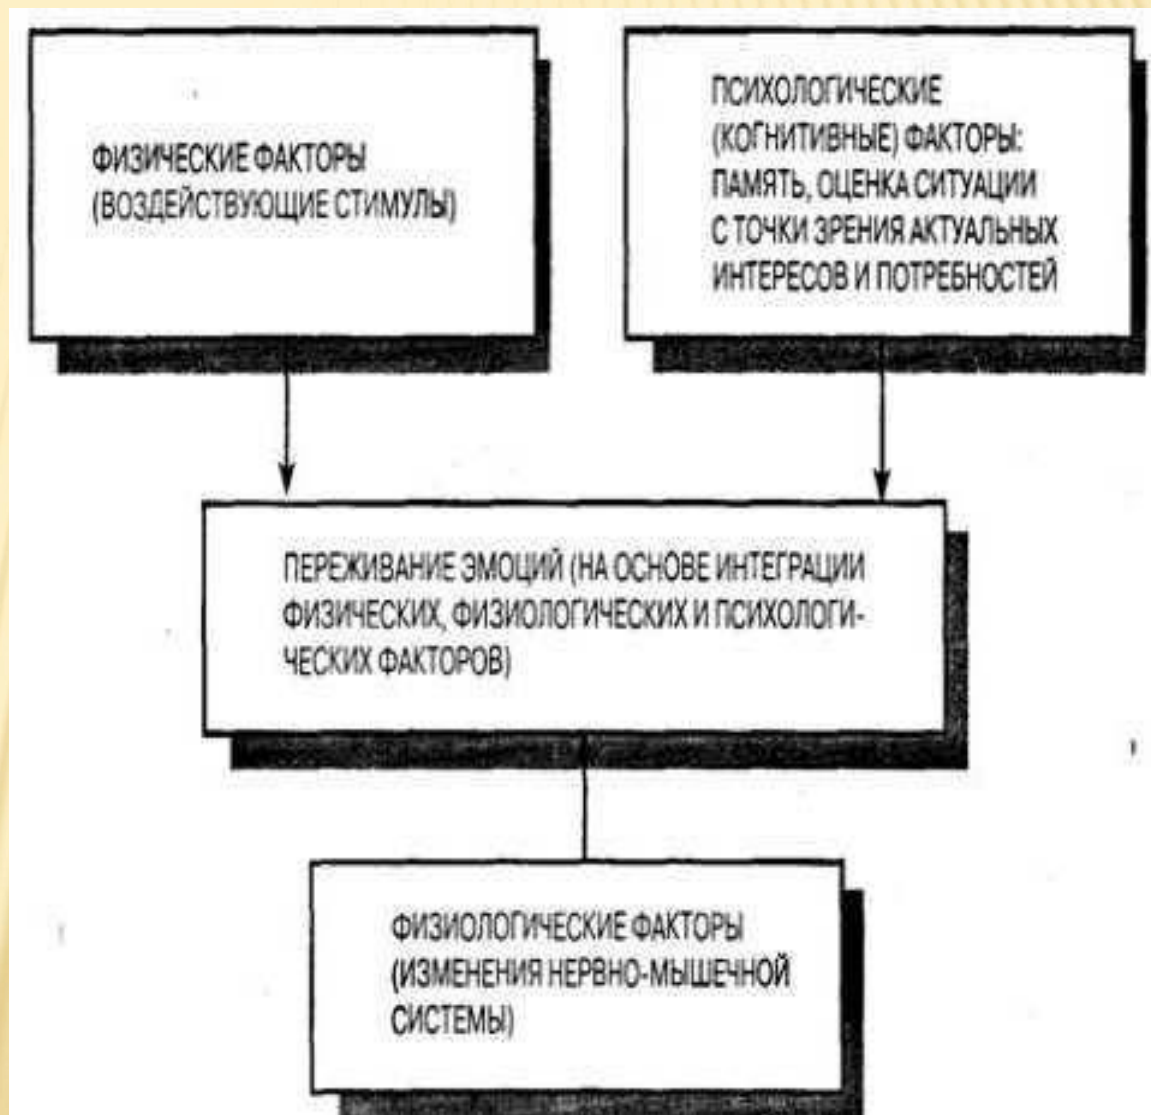 ФИЗИЧЕСКИЕ ФАКТОРЫ
(ВОЗДЕЙСТВУЮЩИЕ СТИМУЛЫ)
ПСИХОЛОГИЧЕСКИЕ
(КОГНИТИВНЫЕ) ФАКТОРЫ:
ПАМЯТЬ, ОЦЕНКА СИТУАЦИИ
С ТОЧКИ ЗРЕНИЯ АКТУАЛЬНЫХ
ИНТЕРЕСОВ И ПОТРЕБНОСТЕЙ
ПЕРЕЖИВАНИЕ ЭМОЦИЙ (НА ОСНОВЕ ИНТЕГРАЦИИ
ФИЗИЧЕСКИХ, ФИЗИОЛОГИЧЕСКИХ И ПСИХОЛОГИ-
ЧЕСКИХ ФАКТОРОВ)
ФИЗИОЛОГИЧЕСКИЕ ФАКТОРЫ
(ИЗМЕНЕНИЯ НЕРВНО-МЫШЕЧНОЙ
СИСТЕМЫ)